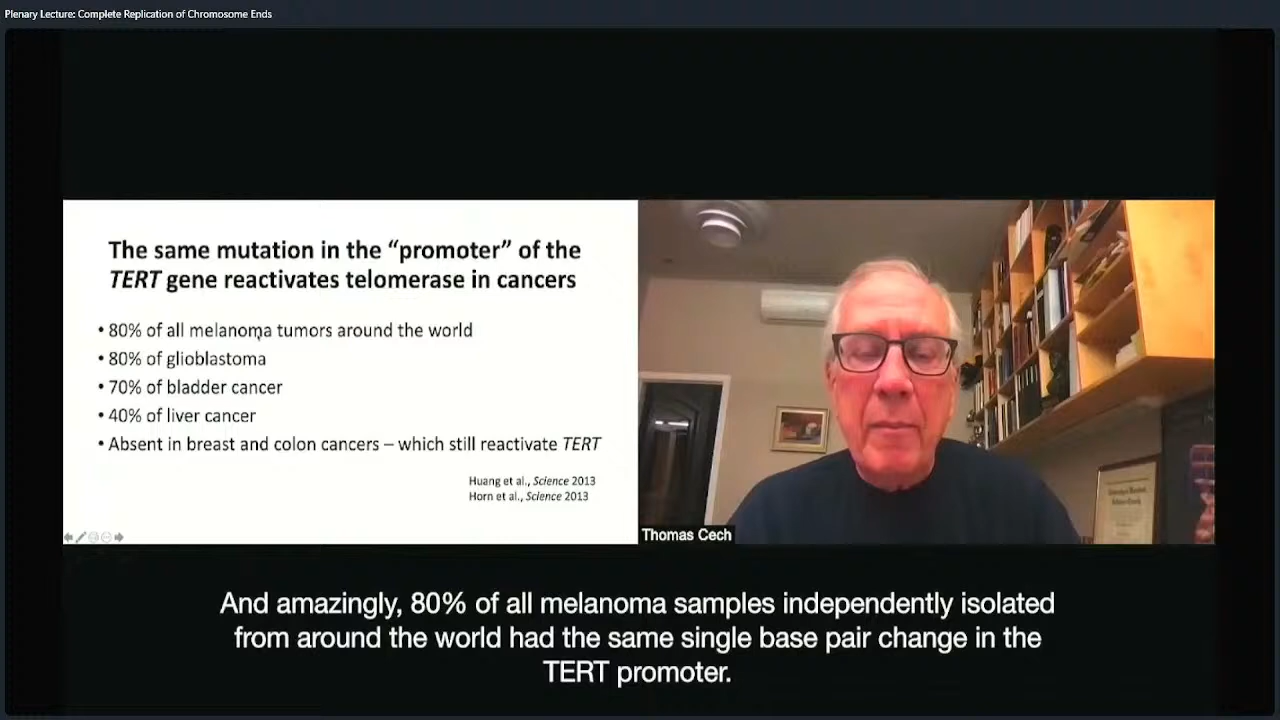 Plenary Lecture: Complete Replication of Chromosome Ends
The same mutation in the “promoter” of the
TERT gene reactivates telomerase in cancers
• 80% of all melanoma tumors around the world
• 80% of glioblastoma
• 70% of bladder cancer
• 40% of liver cancer
• Absent in breast and colon cancers – which still reactivate TERT
Huang et al., Science 2013
Horn et al., Science 2013
Thomas Cech
And amazingly, 80% of all melanoma samples independently isolated
from around the world had the same single base pair change in the
TERT promoter.